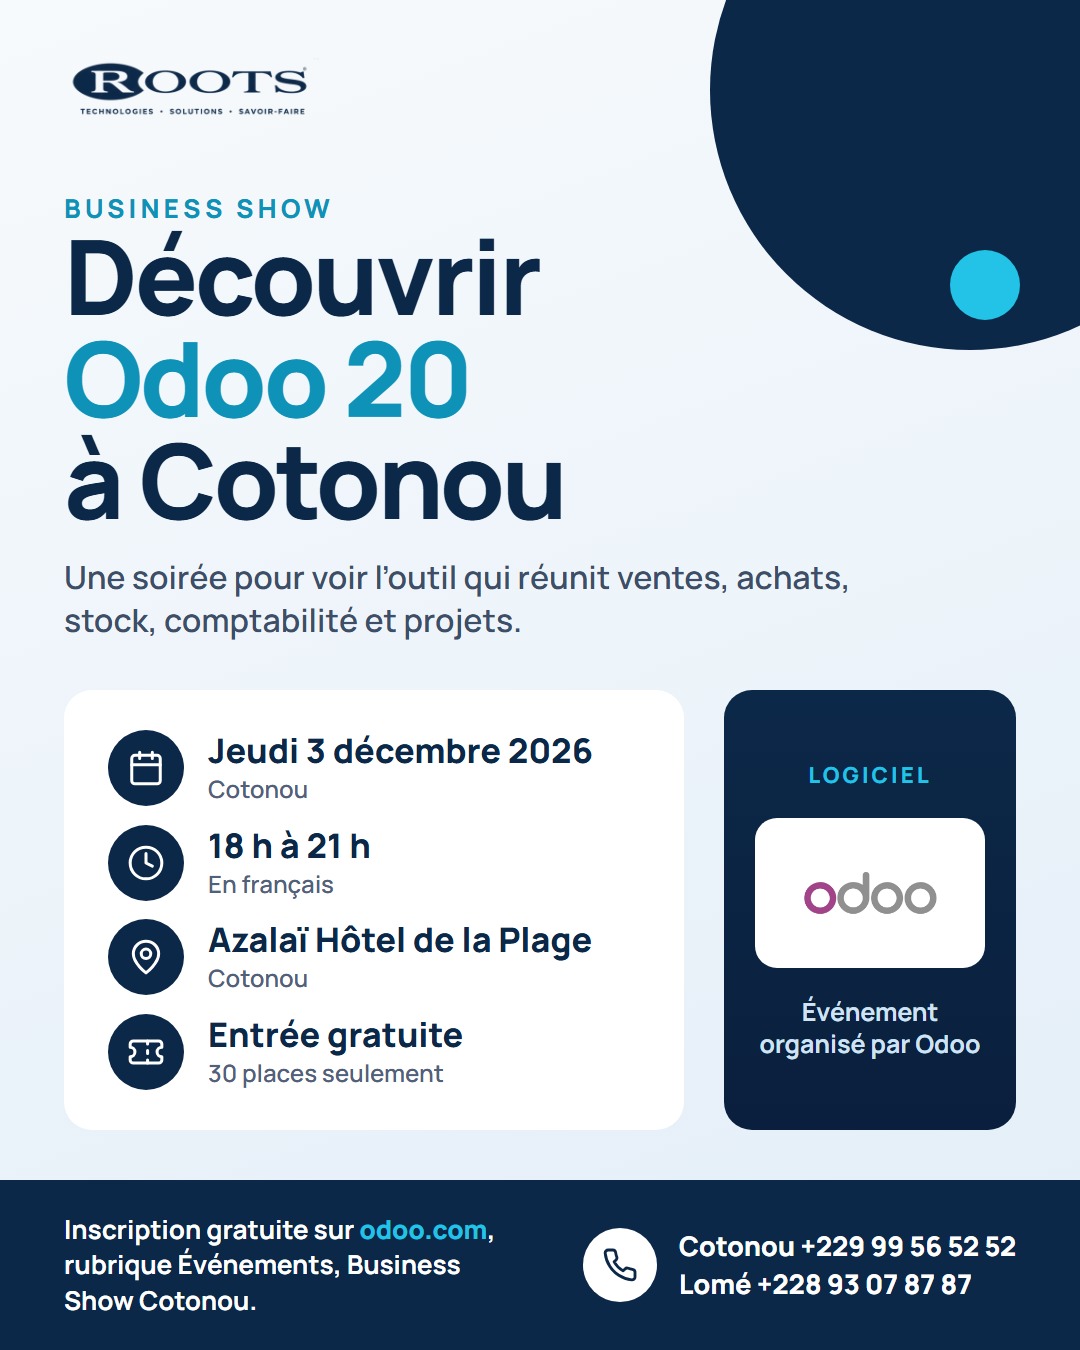 ROOTS
TECHNOLOGIES • SOLUTIONS • SAVOIR-FAIRE
BUSINESS SHOW
Découvrir
Odoo 20
à Cotonou
Une soirée pour voir l’outil qui réunit ventes, achats,
stock, comptabilité et projets.
Jeudi 3 décembre 2026
Cotonou
18 h à 21 h
En français
Azalaï Hôtel de la Plage
Cotonou
Entrée gratuite
30 places seulement
LOGICIEL
odoo
Événement
organisé par Odoo
Inscription gratuite sur odoo.com,
rubrique Événements, Business
Show Cotonou.
Cotonou +229 99 56 52 52
Lomé +228 93 07 87 87